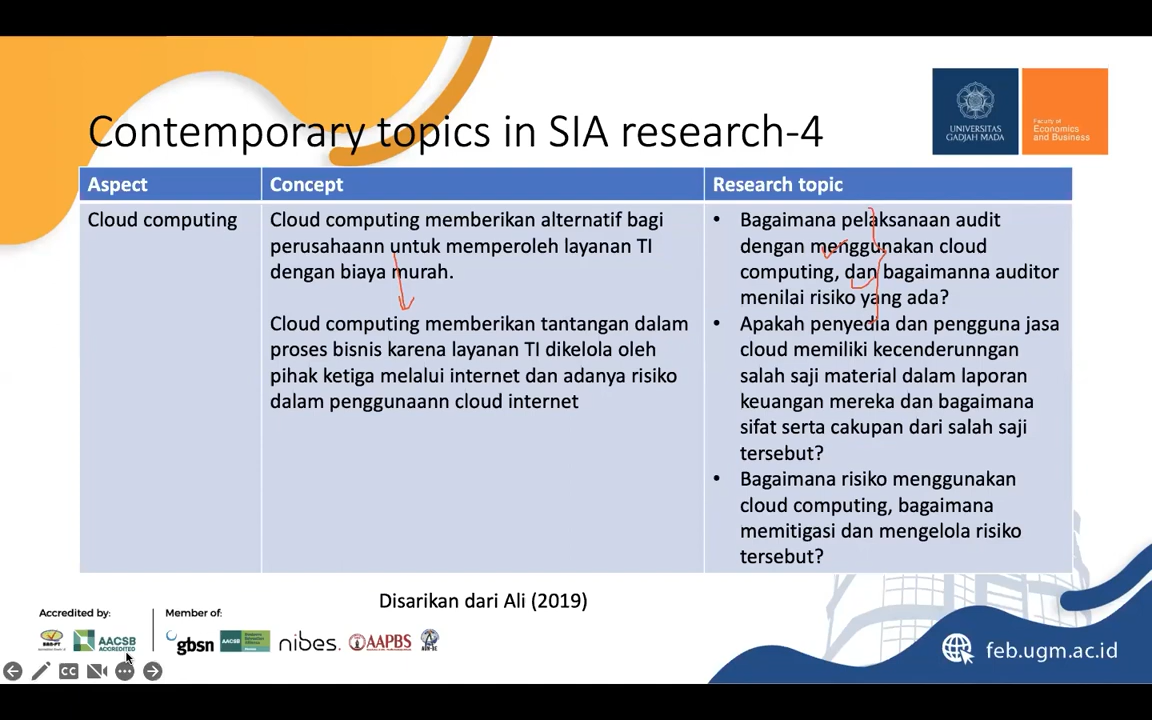 UNIVERSITAS
GADJAH MADA
Faculty of
Economics
and Business
Contemporary topics in SIA research-4
Aspect
Concept
Research topic
Cloud computing
Cloud computing memberikan alternatif bagi
perusahaann untuk memperoleh layanan TI
dengan biaya murah.
Cloud computing memberikan tantangan dalam
proses bisnis karena layanan TI dikelola oleh
pihak ketiga melalui internet dan adanya risiko
dalam penggunaann cloud internet
• Bagaimana pelaksanaan audit
dengan menggunakan cloud
computing, dan bagaimanna auditor
menilai risiko yang ada?
• Apakah penyedia dan pengguna jasa
cloud memiliki kecenderunngan
salah saji material dalam laporan
keuangan mereka dan bagaimana
sifat serta cakupan dari salah saji
tersebut?
• Bagaimana risiko menggunakan
cloud computing, bagaimana
memitigasi dan mengelola risiko
tersebut?
Disarikan dari Ali (2019)
Accredited by:
AACSB
ACCREDITED
Member of:
gbsn
AACSB
nibes.
AAPBS
feb.ugm.ac.id
CC